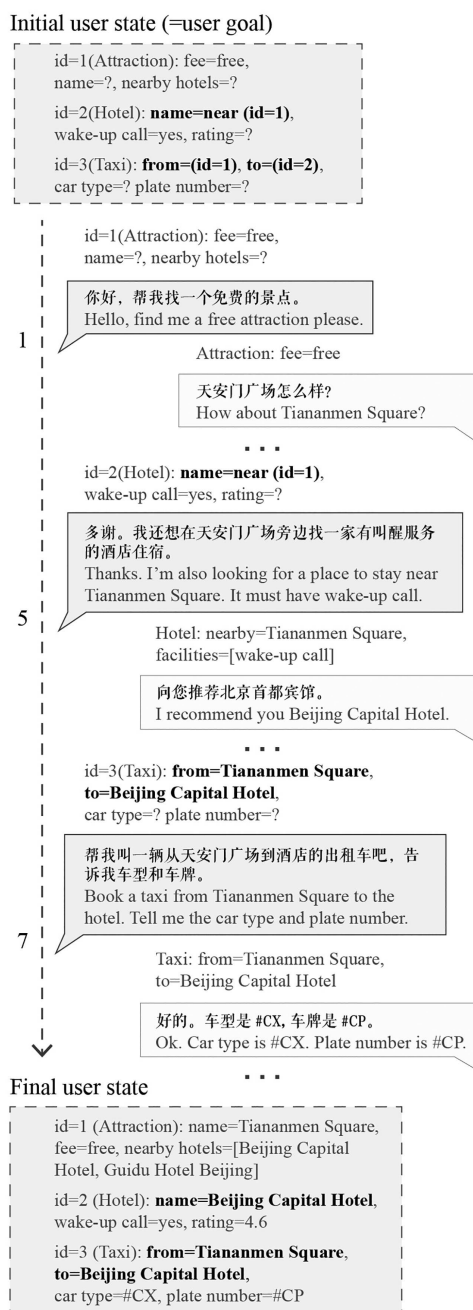 Initial user state (=user goal)
id=1(Attraction): fee=free,
name=?, nearby hotels=?
id=2(Hotel): name=near (id=1),
wake-up call=yes, rating=?
id=3(Taxi): from=(id=1), to=(id=2),
car type=? plate number=?
id=1(Attraction): fee=free,
name=?, nearby hotels=?
1
你好，帮我找一个免费的景点。
Hello, find me a free attraction please.
Attraction: fee=free
天安门广场怎么样?
How about Tiananmen Square?
...
id=2(Hotel): name=near (id=1),
wake-up call=yes, rating=?
5
多谢。我还想在天安门广场旁边找一家有叫醒服务
的酒店住宿。
Thanks. I'm also looking for a place to stay near
Tiananmen Square. It must have wake-up call.
Hotel: nearby=Tiananmen Square,
facilities=[wake-up call]
向您推荐北京首都宾馆。
I recommend you Beijing Capital Hotel.
...
id=3(Taxi): from=Tiananmen Square,
to=Beijing Capital Hotel,
car type=? plate number=?
7
帮我叫一辆从天安门广场到酒店的出租车吧，告
诉我车型和车牌。
Book a taxi from Tiananmen Square to the
hotel. Tell me the car type and plate number.
Taxi: from=Tiananmen Square,
to=Beijing Capital Hotel
好的。车型是 #CX, 车牌是 #CP。
Ok. Car type is #CX. Plate number is #CP.
...
Final user state
id=1 (Attraction): name=Tiananmen Square,
fee=free, nearby hotels=[Beijing Capital
Hotel, Guidu Hotel Beijing]
id=2 (Hotel): name=Beijing Capital Hotel,
wake-up call=yes, rating=4.6
id=3 (Taxi): from=Tiananmen Square,
to=Beijing Capital Hotel,
car type=#CX, plate number=#CP